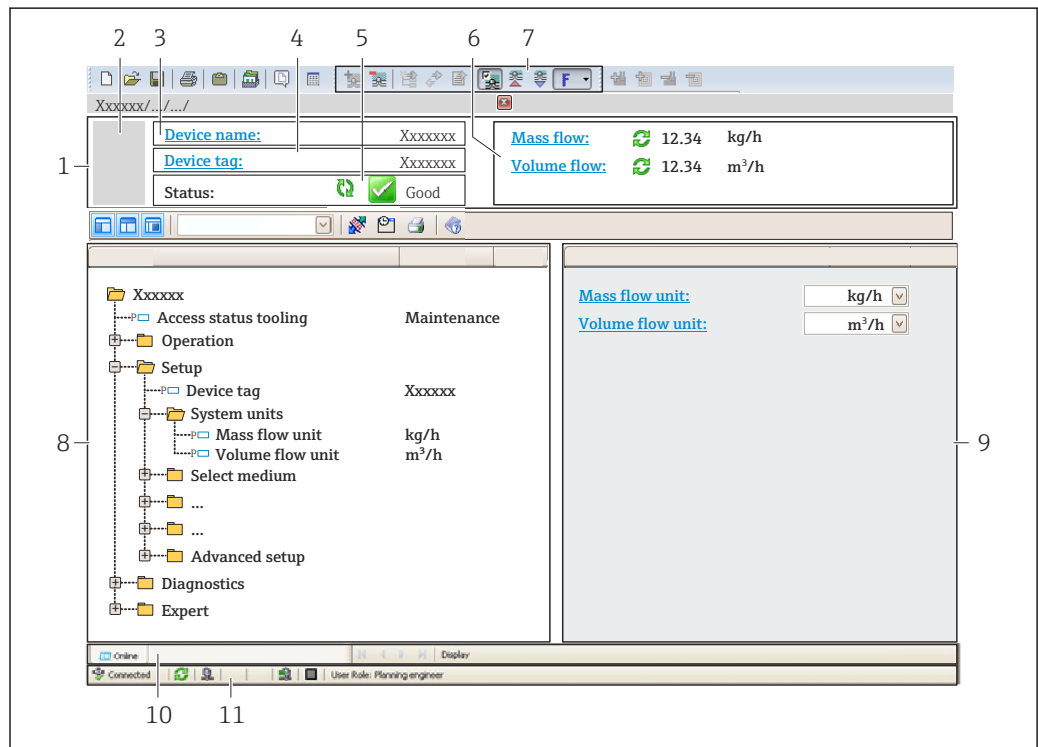 2 3 4 5 6 7
F
Xxxxxx/.../.../
1
Device name: Xxxxxxx
Device tag: Xxxxxxx
Status: Good
Mass flow: 12.34 kg/h
Volume flow: 12.34 m³/h
8
Xxxxxx
P Access status tooling Maintenance
Operation
Setup
P Device tag Xxxxxx
System units
P Mass flow unit kg/h
P Volume flow unit m³/h
Select medium
...
...
Advanced setup
Diagnostics
Expert
Mass flow unit: kg/h
Volume flow unit: m³/h
9
Online Display
Connected User Role: Planning engineer
10 11